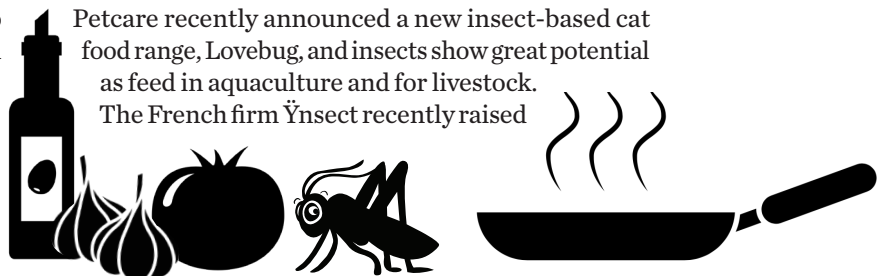 Petcare recently announced a new insect-based cat
food range, Lovebug, and insects show great potential
as feed in aquaculture and for livestock.
The French firm Ÿnsect recently raised